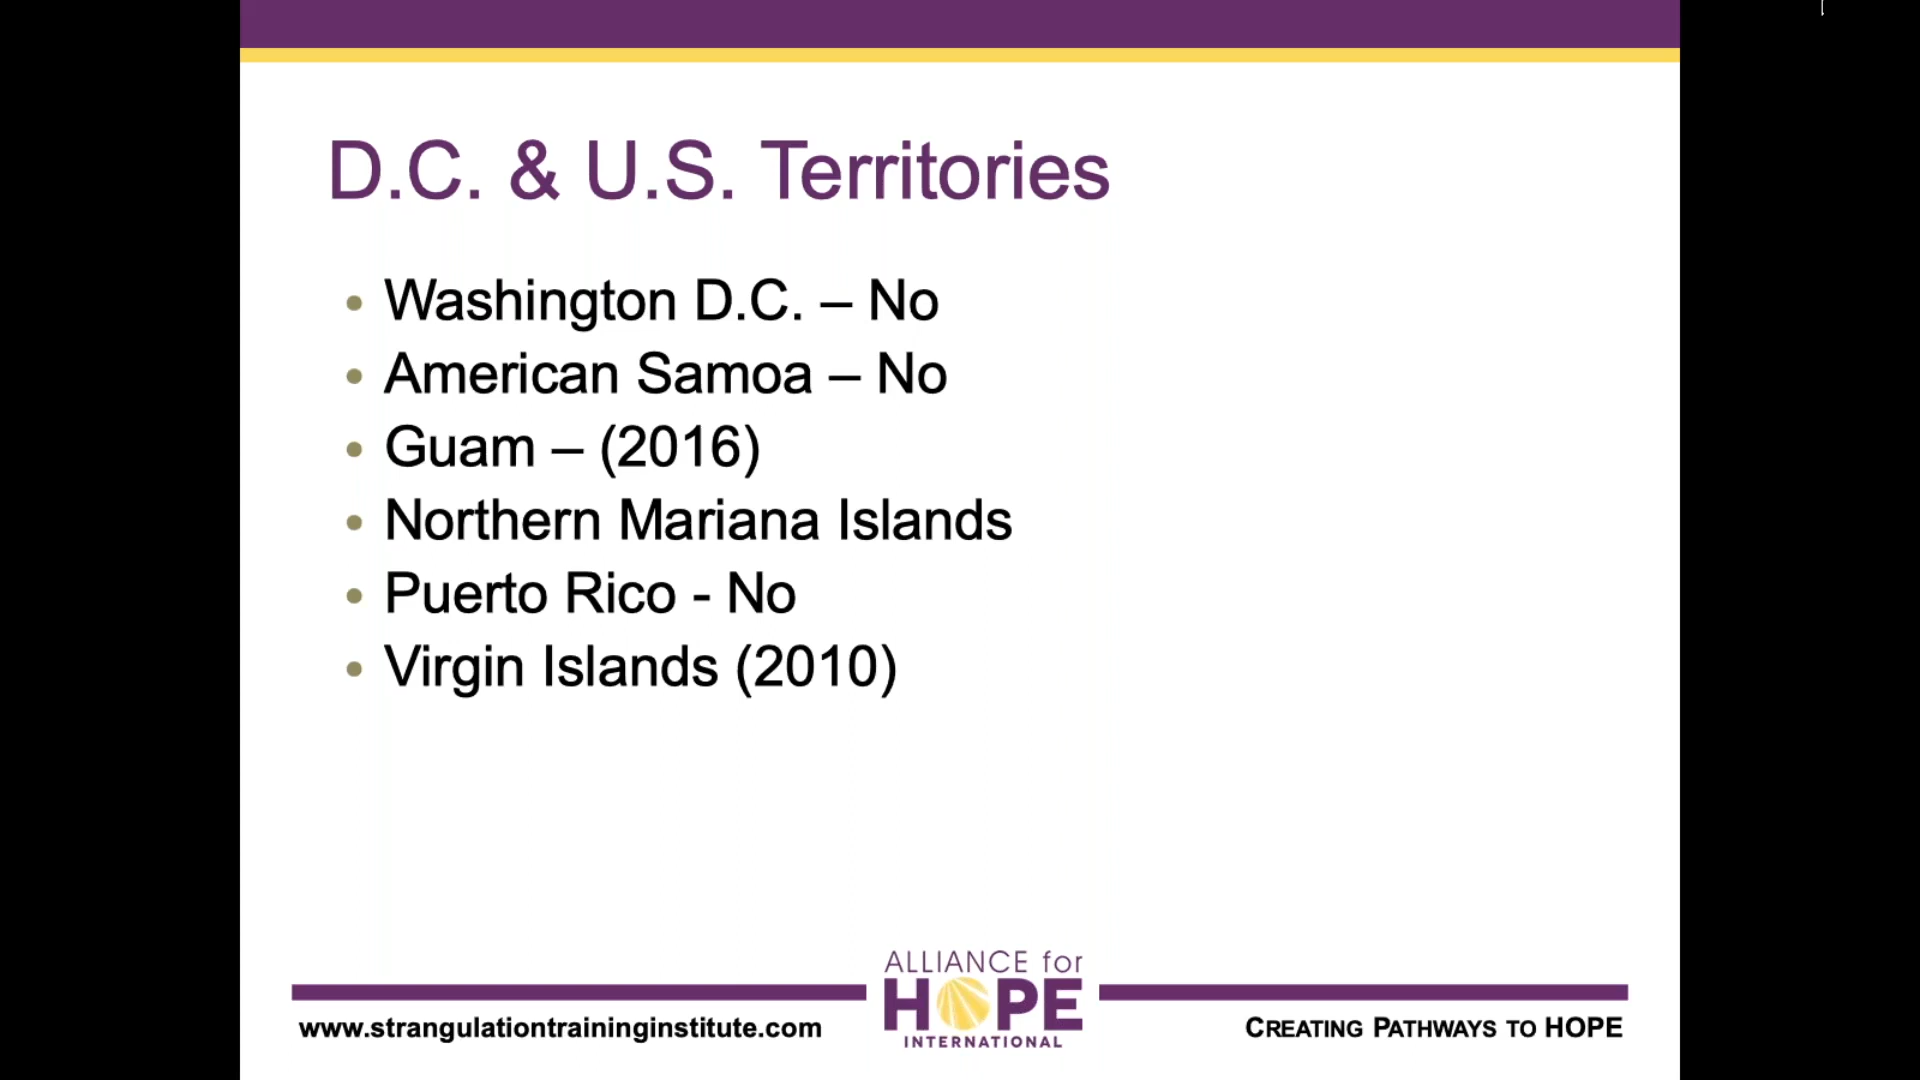 D.C. & U.S. Territories
• Washington D.C. – No
• American Samoa – No
• Guam – (2016)
• Northern Mariana Islands
• Puerto Rico - No
• Virgin Islands (2010)
ALLIANCE for
HOPE
INTERNATIONAL
www.strangulationtraininginstitute.com
CREATING PATHWAYS TO HOPE